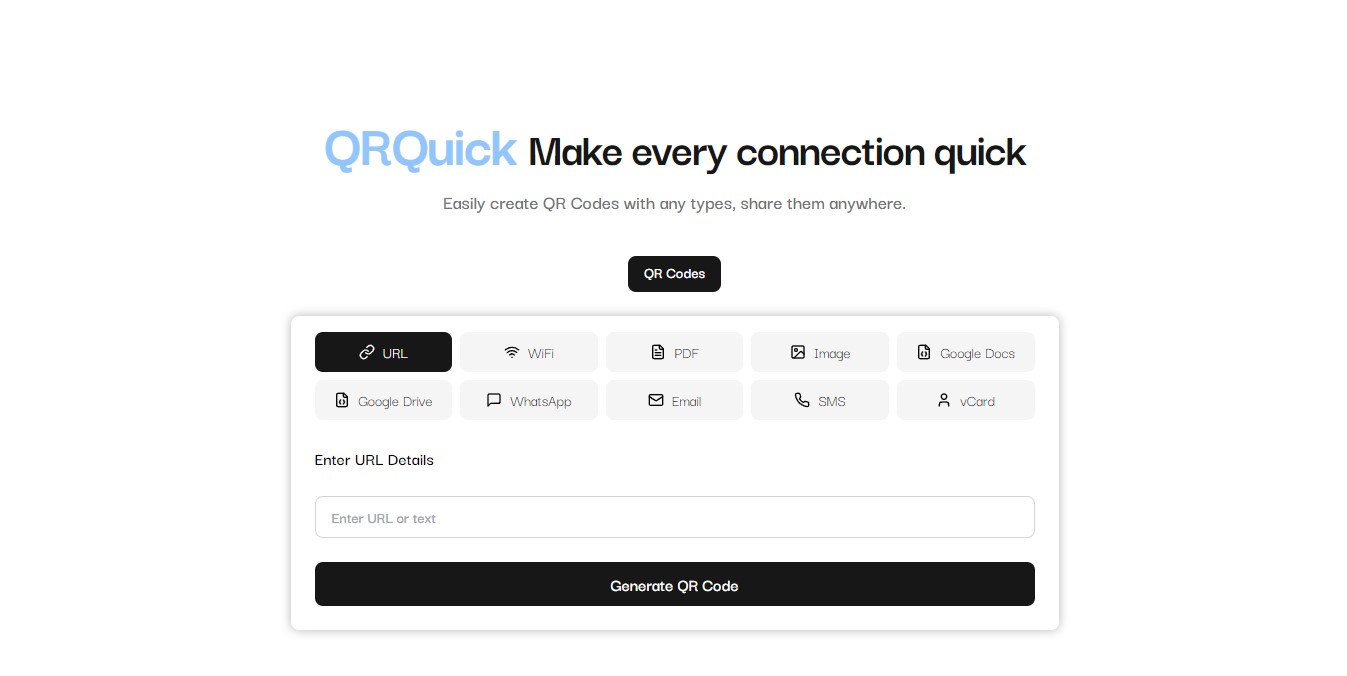 QRQuick Make every connection quick
Easily create QR Codes with any types, share them anywhere.
QR Codes
URL WiFi PDF Image Google Docs
Google Drive WhatsApp Email SMS vCard
Enter URL Details
Enter URL or text
Generate QR Code